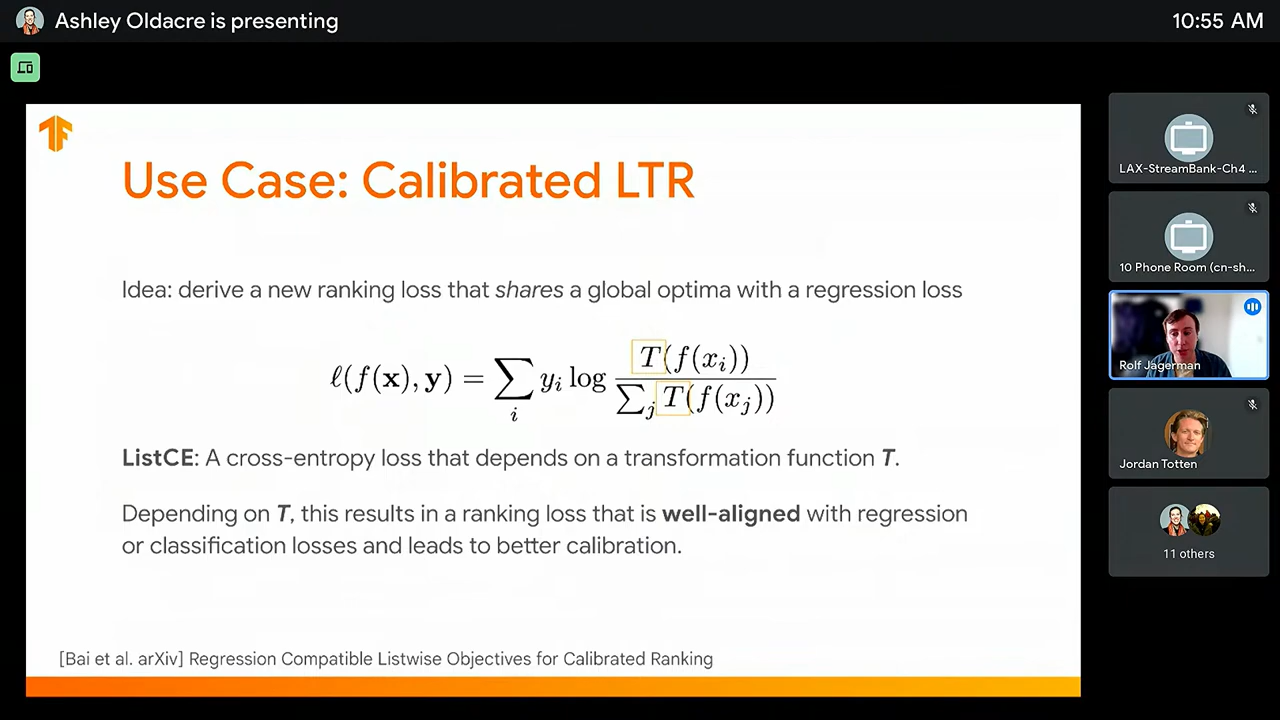 Ashley Oldacre is presenting
10:55 AM
Use Case: Calibrated LTR
Idea: derive a new ranking loss that shares a global optima with a regression loss
ℓ(f(x), y) = ∑_i y_i log T(f(x_i)) / ∑_j T(f(x_j))
ListCE: A cross-entropy loss that depends on a transformation function T.
Depending on T, this results in a ranking loss that is well-aligned with regression
or classification losses and leads to better calibration.
[Bai et al. arXiv] Regression Compatible Listwise Objectives for Calibrated Ranking
LAX-StreamBank-Ch4 ...
10 Phone Room (cn-sh...
Rolf Jagerman
Jordan Totten
11 others